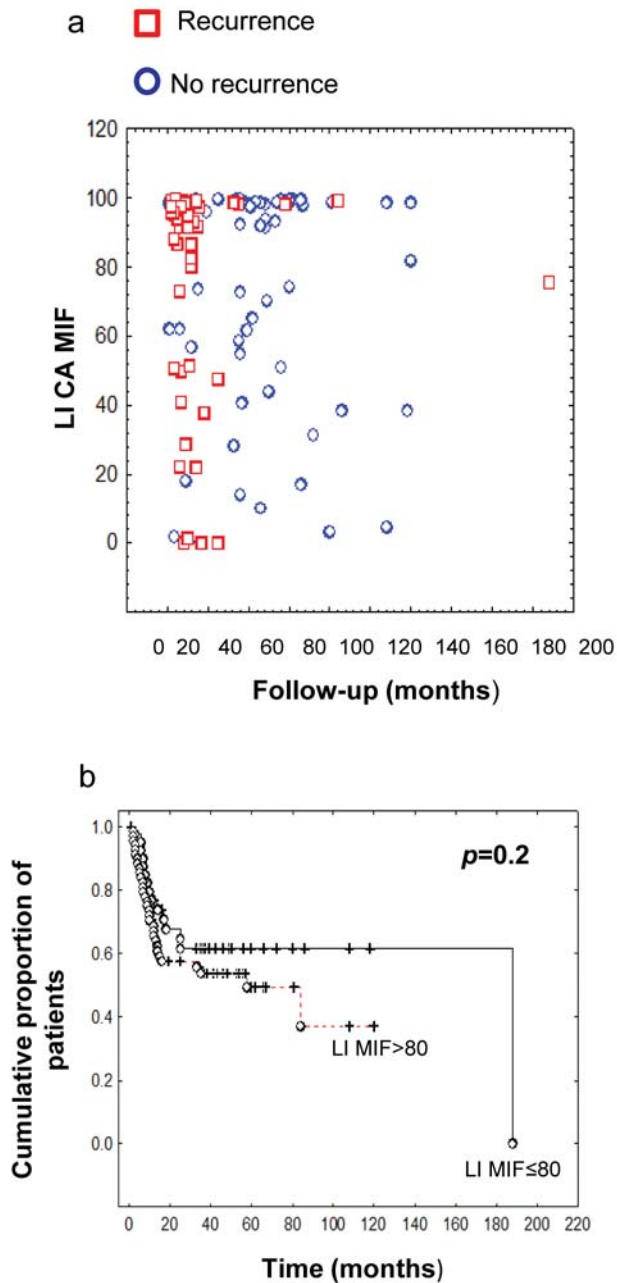 a
Recurrence
No recurrence
120
100
80
60
40
20
0
LI CA MIF
0 20 40 60 80 100 120 140 160 180 200
Follow-up (months)
b
p=0.2
1.0
0.8
0.6
0.4
0.2
0.0
Cumulative proportion of
patients
LI MIF>80
LI MIF≤80
0 20 40 60 80 100 120 140 160 180 200 220
Time (months)